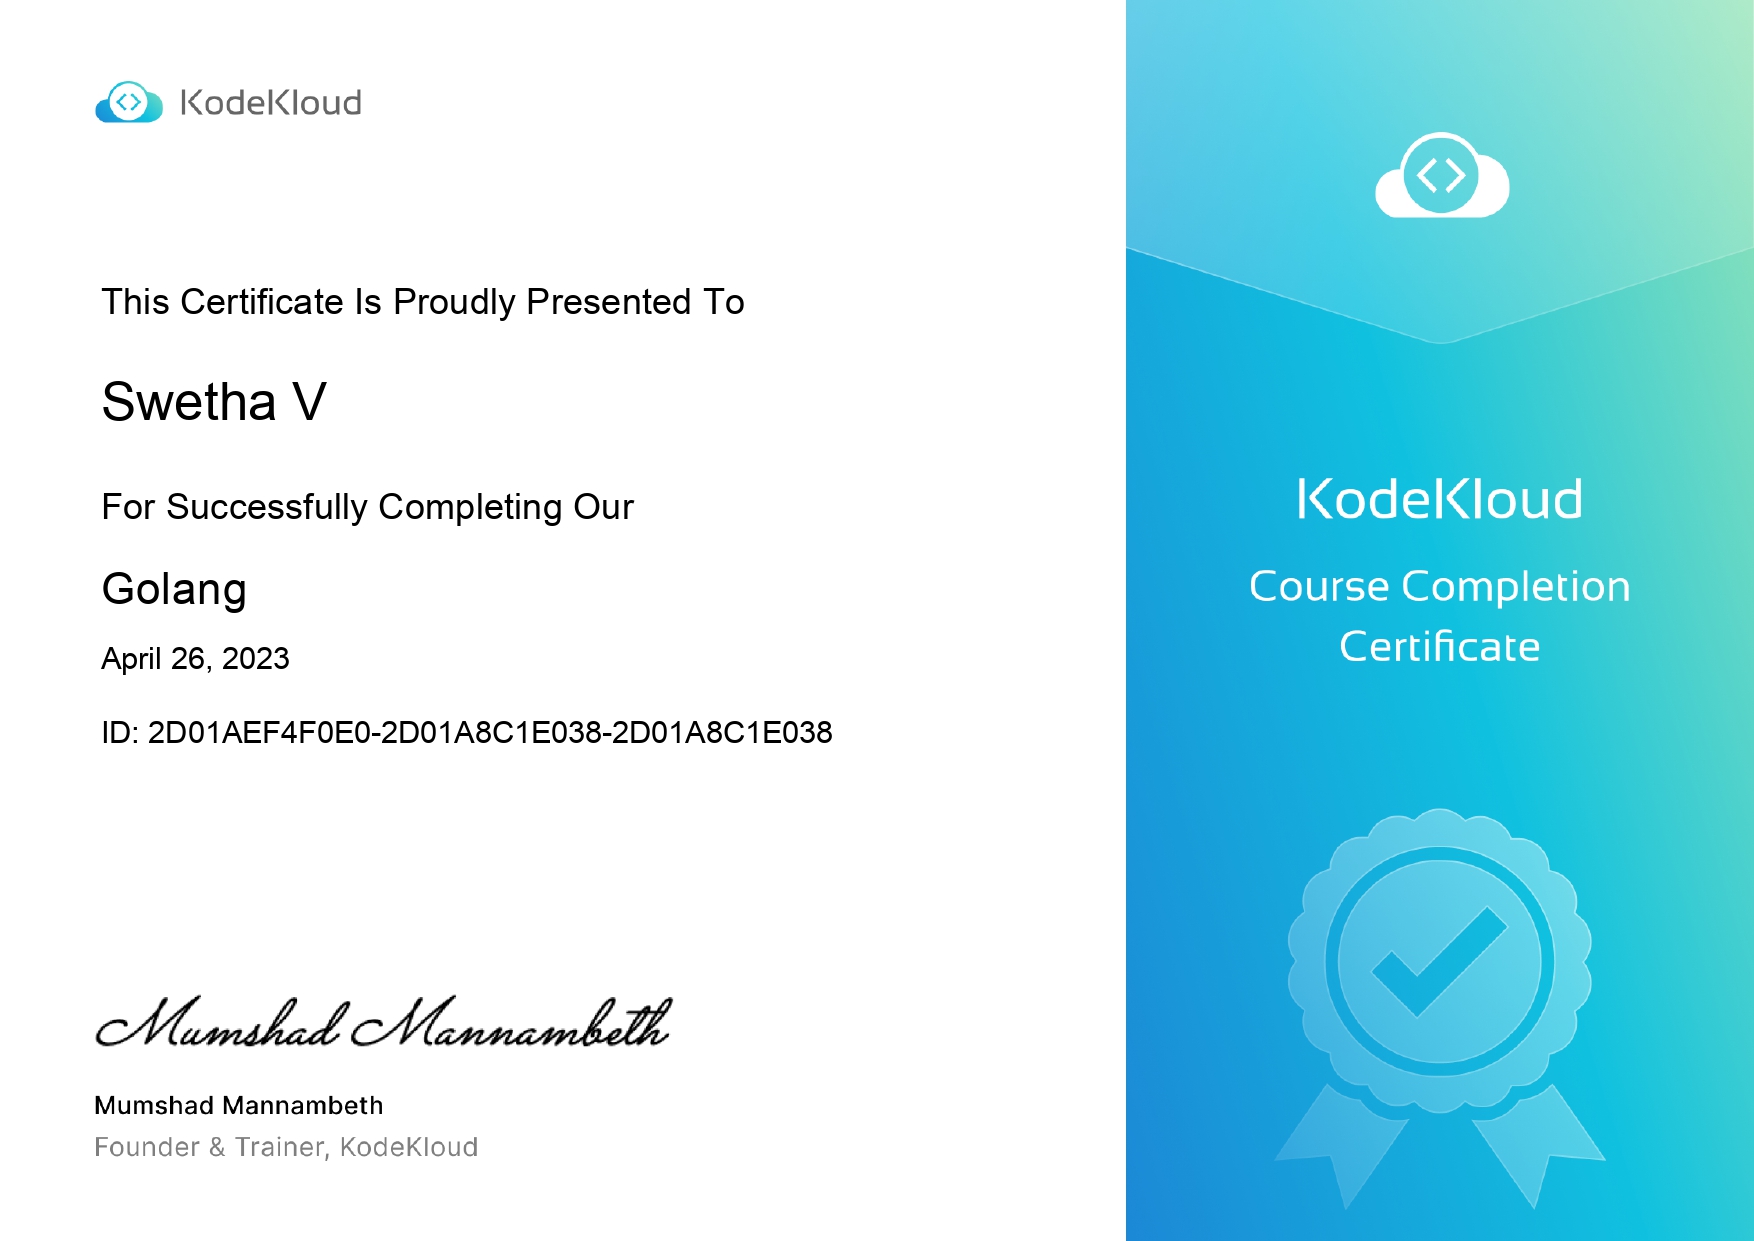 KodeKloud
This Certificate Is Proudly Presented To
Swetha V
For Successfully Completing Our
Golang
April 26, 2023
ID: 2D01AEF4F0E0-2D01A8C1E038-2D01A8C1E038
Mumshad Mannambeth
Mumshad Mannambeth
Founder & Trainer, KodeKloud
KodeKloud
Course Completion
Certificate